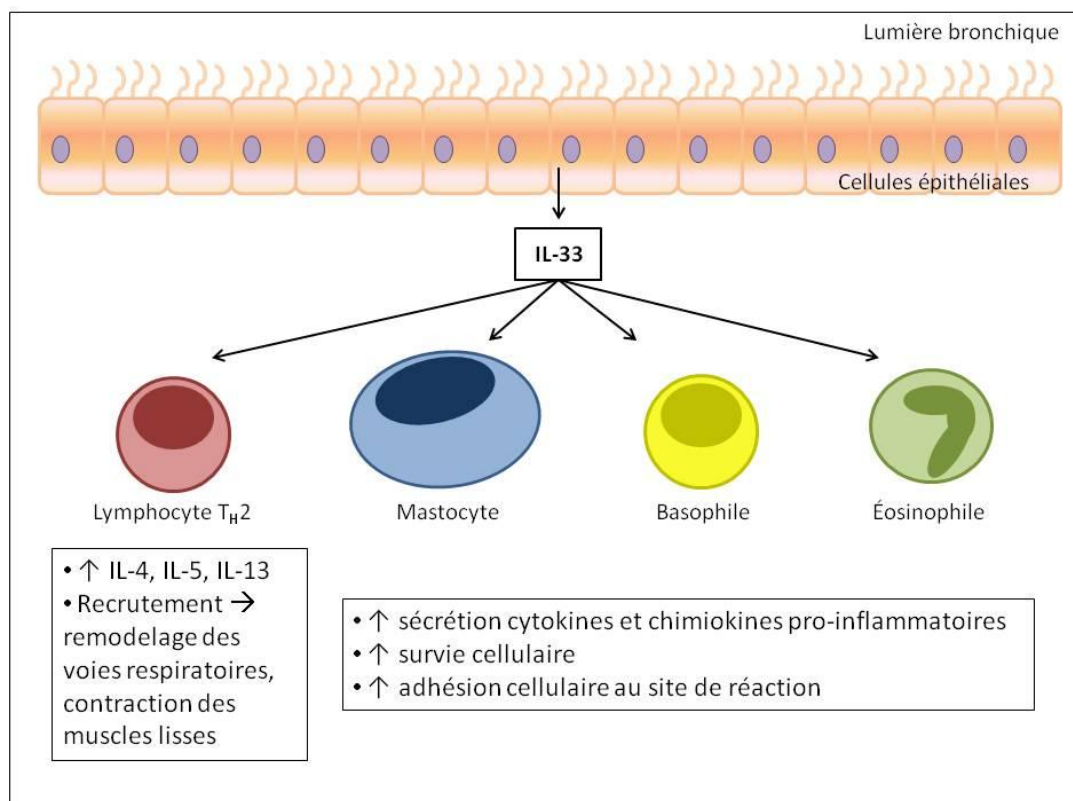 Lumière bronchique
Cellules épithéliales
IL-33
Lymphocyte TH2
Mastocyte
Basophile
Éosinophile
• ↑ IL-4, IL-5, IL-13
• Recrutement →
remodelage des
voies respiratoires,
contraction des
muscles lisses
• ↑ sécrétion cytokines et chimiokines pro-inflammatoires
• ↑ survie cellulaire
• ↑ adhésion cellulaire au site de réaction